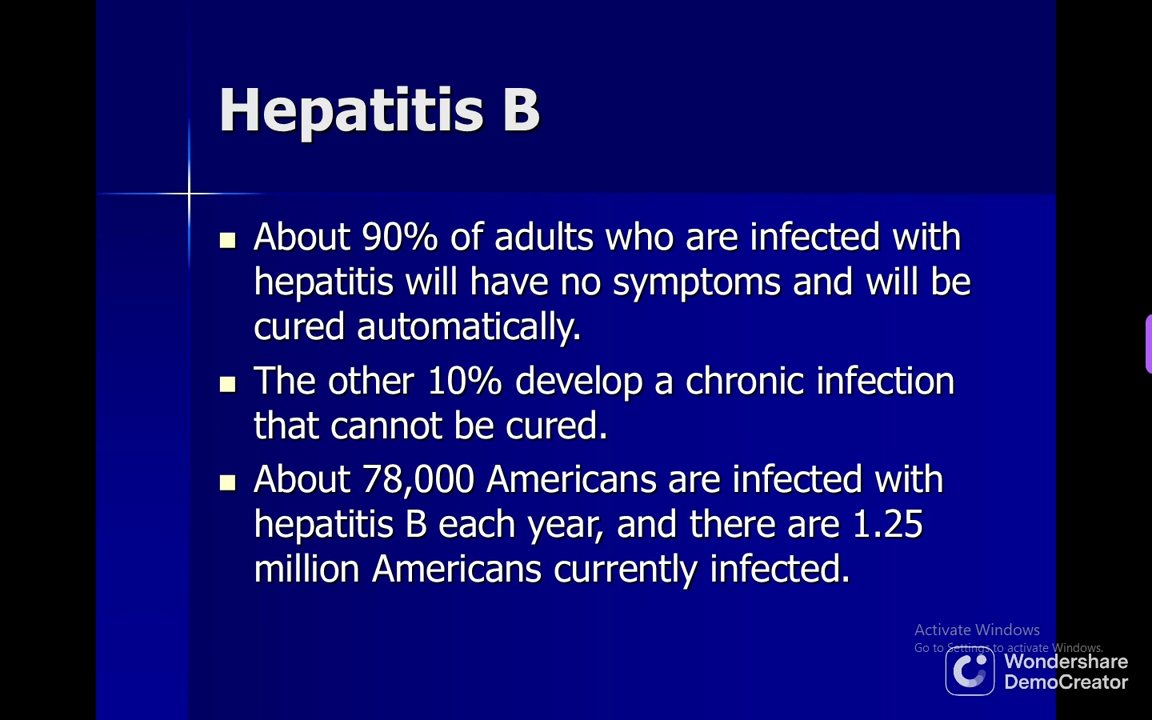 Hepatitis B
About 90% of adults who are infected with
hepatitis will have no symptoms and will be
cured automatically.
The other 10% develop a chronic infection
that cannot be cured.
About 78,000 Americans are infected with
hepatitis B each year, and there are 1.25
million Americans currently infected.
Activate Windows
Go to Settings to activate Windows.
Wondershare
DemoCreator